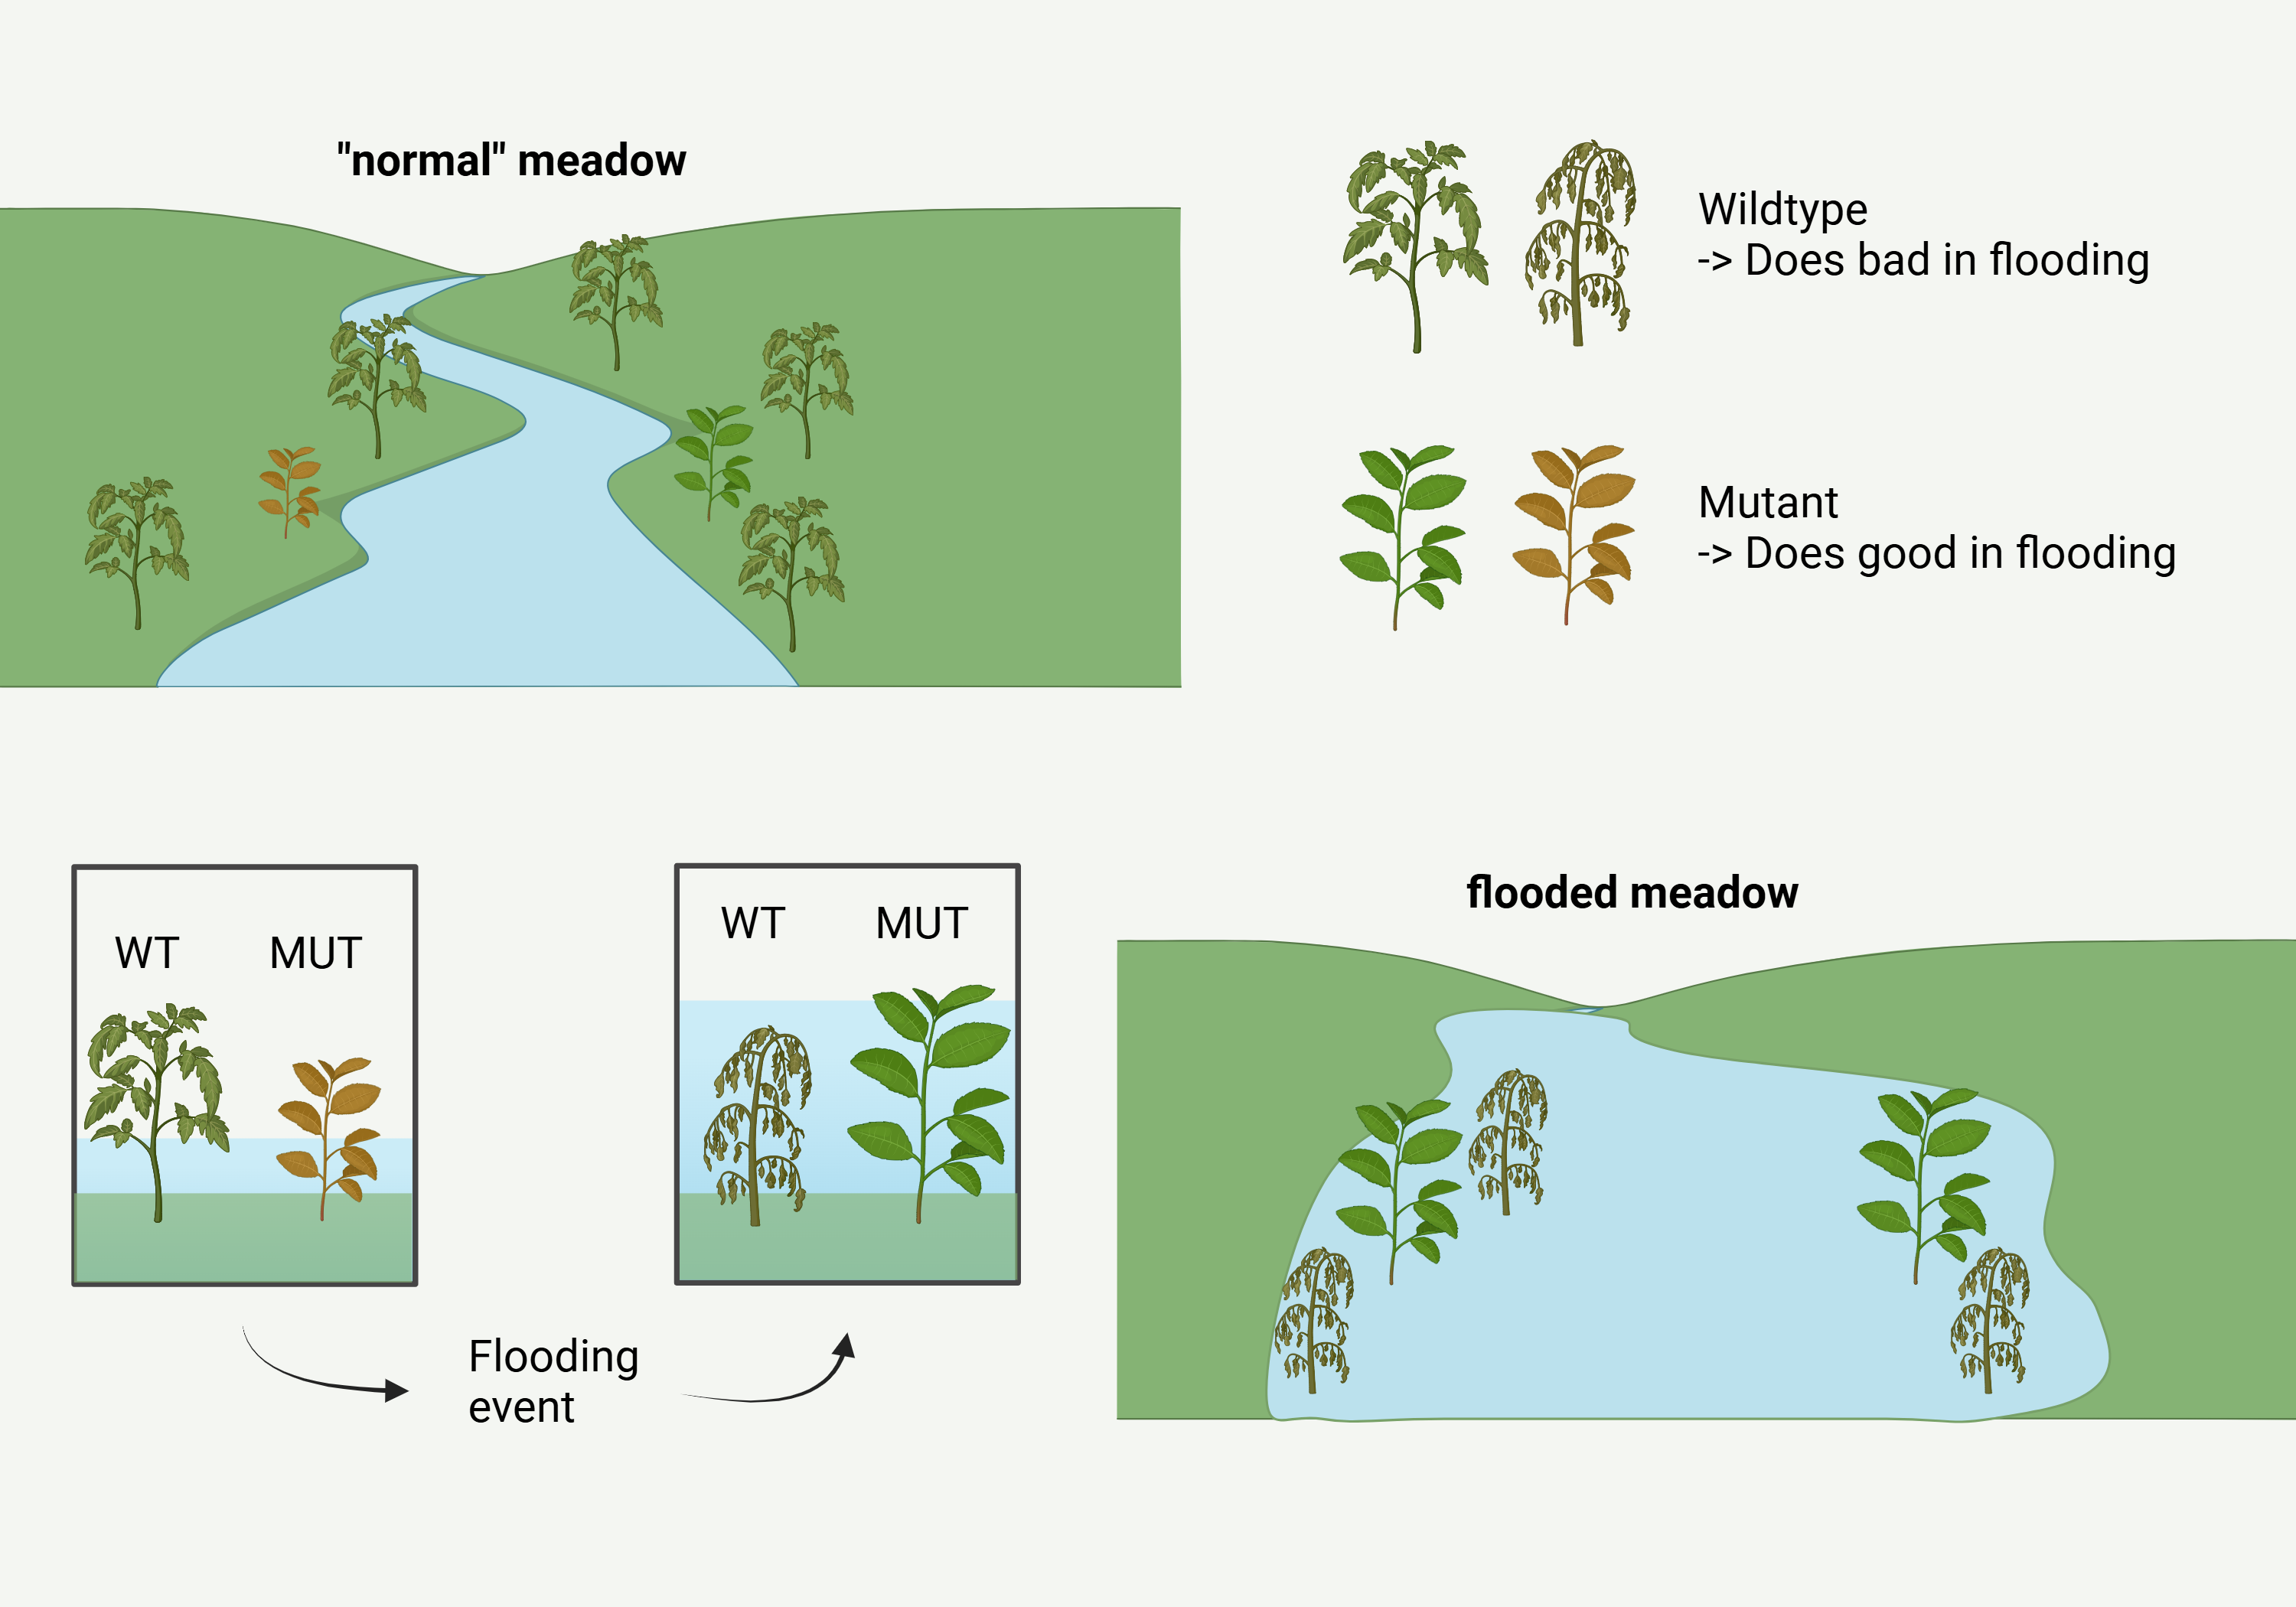 "normal" meadow
Wildtype
-> Does bad in flooding
Mutant
-> Does good in flooding
WT MUT
WT MUT
Flooding
event
flooded meadow